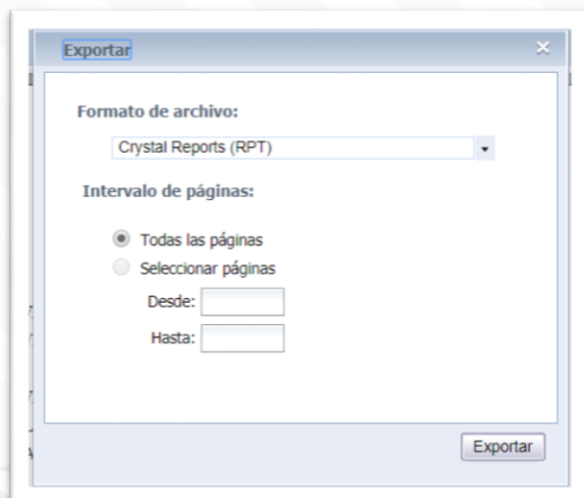 Exportar
Formato de archivo:
Crystal Reports (RPT)
Intervalo de páginas:
Todas las páginas
Seleccionar páginas
Desde:
Hasta:
Exportar